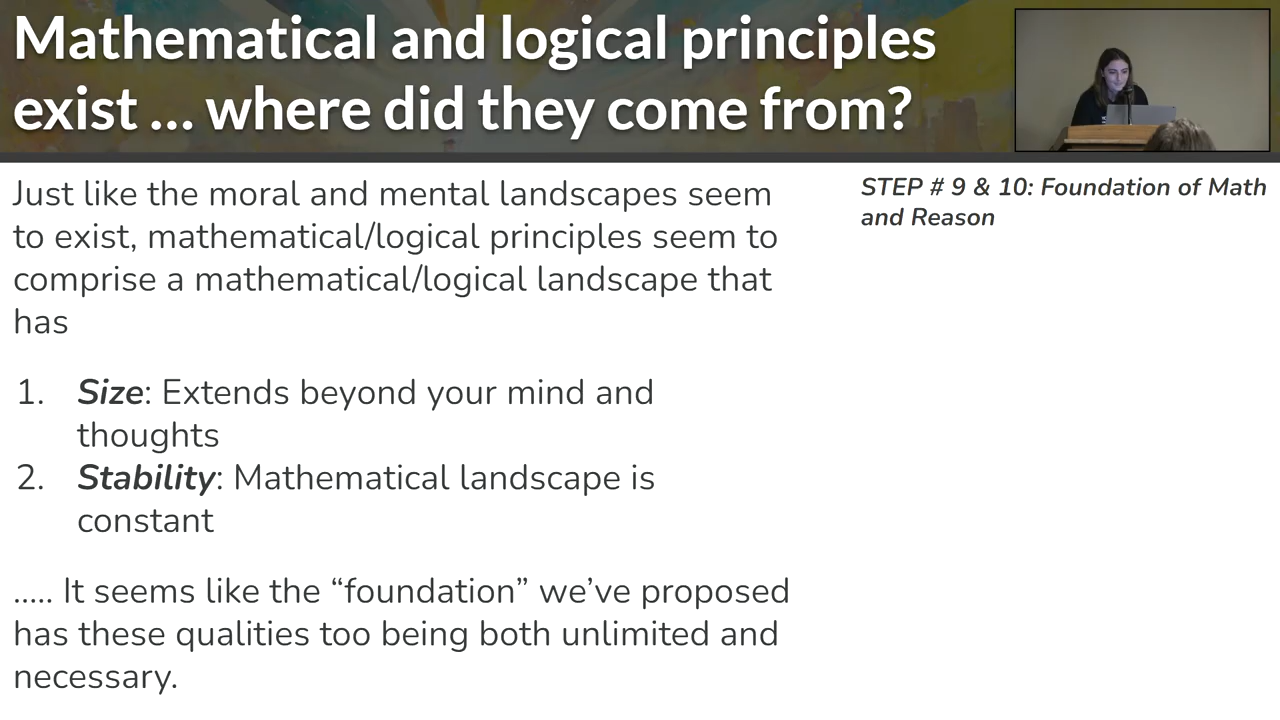 Mathematical and logical principles
exist ... where did they come from?
STEP # 9 & 10: Foundation of Math
and Reason
Just like the moral and mental landscapes seem
to exist, mathematical/logical principles seem to
comprise a mathematical/logical landscape that
has
1. Size: Extends beyond your mind and
thoughts
2. Stability: Mathematical landscape is
constant
..... It seems like the “foundation” we’ve proposed
has these qualities too being both unlimited and
necessary.